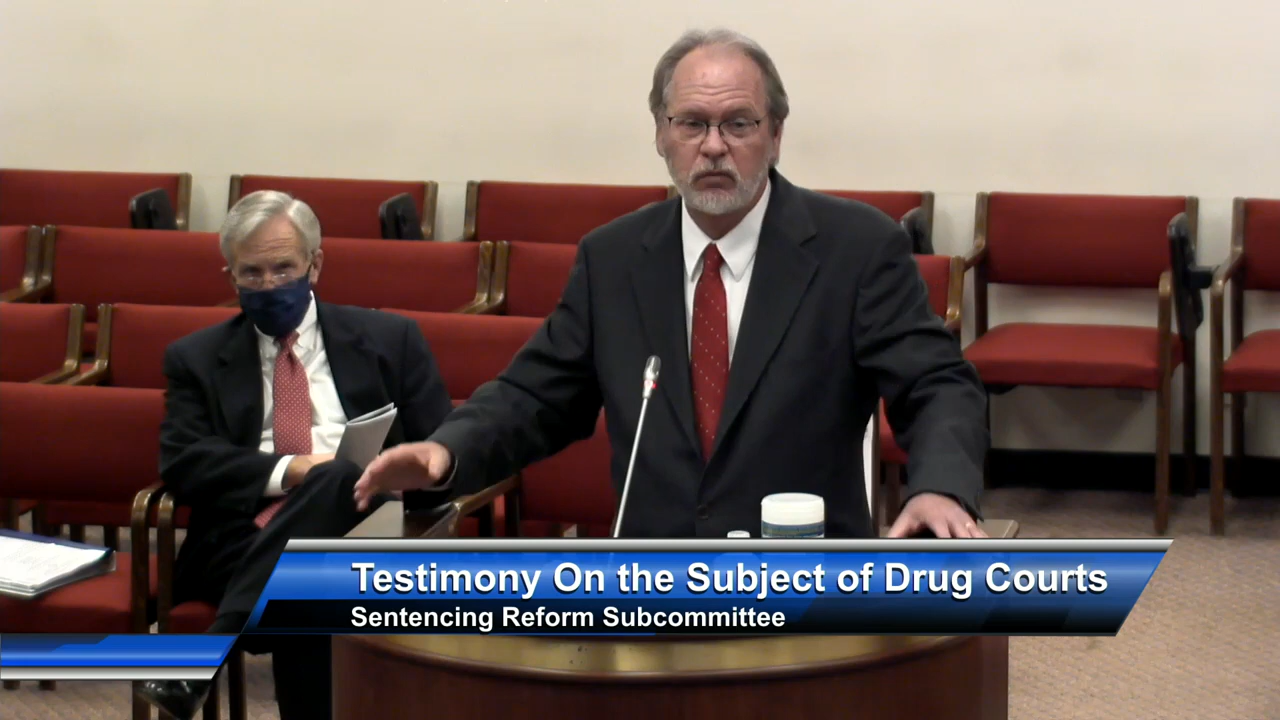 Testimony On the Subject of Drug Courts
Sentencing Reform Subcommittee